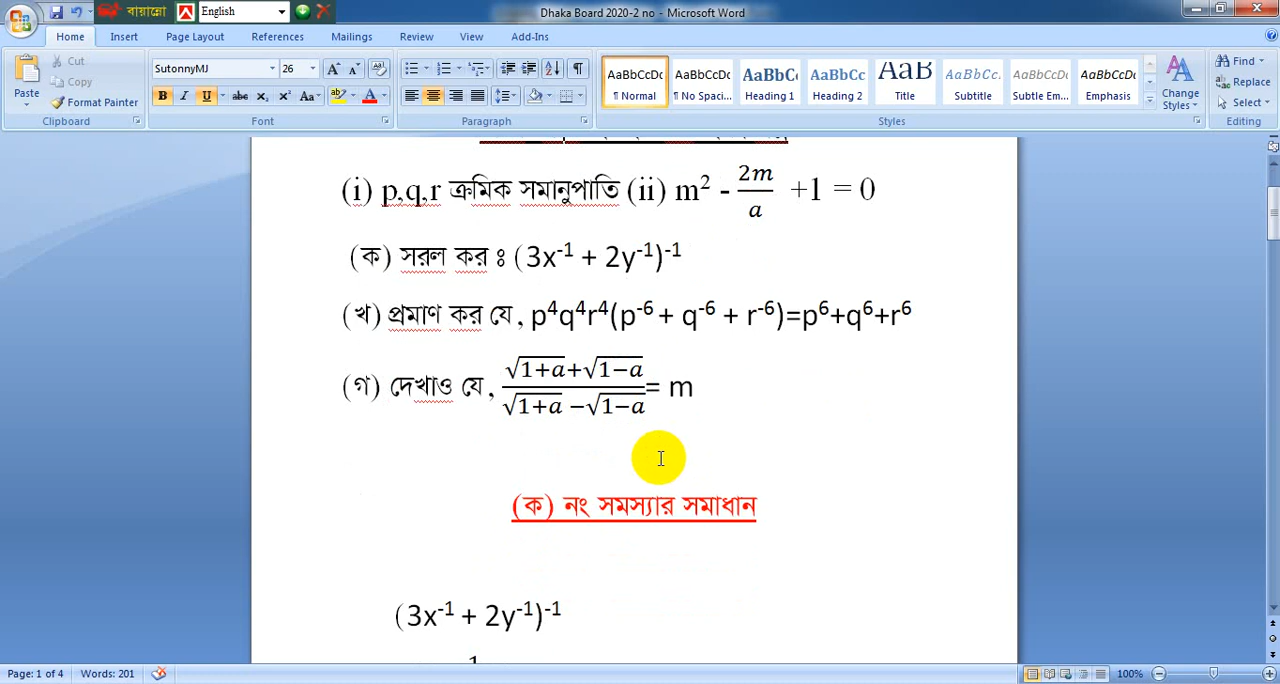 বায়ান্নো English Dhaka Board 2020-2 no - Microsoft Word
Home Insert Page Layout References Mailings Review View Add-Ins
Paste Cut Copy Format Painter Clipboard
SutonnyMJ 26 Font
Paragraph
AaBbCcDc AaBbCcDc AaBbC AaBbCc AaB AaBbCc. AaBbCcDc AaBbCcDc
¶ Normal ¶ No Spaci... Heading 1 Heading 2 Title Subtitle Subtle Em... Emphasis
Change Styles Styles
Find Replace Select Editing
(i) p,q,r ক্রমিক সমানুপাতি (ii) m² - 2m/a +1 = 0
(ক) সরল কর ঃ (3x⁻¹ + 2y⁻¹)⁻¹
(খ) প্রমাণ কর যে, p⁴q⁴r⁴(p⁻⁶ + q⁻⁶ + r⁻⁶)=p⁶+q⁶+r⁶
(গ) দেখাও যে, (√1+a+√1−a)/(√1+a −√1−a)= m
(ক) নং সমস্যার সমাধান
(3x⁻¹ + 2y⁻¹)⁻¹
Page: 1 of 4 Words: 201 100%